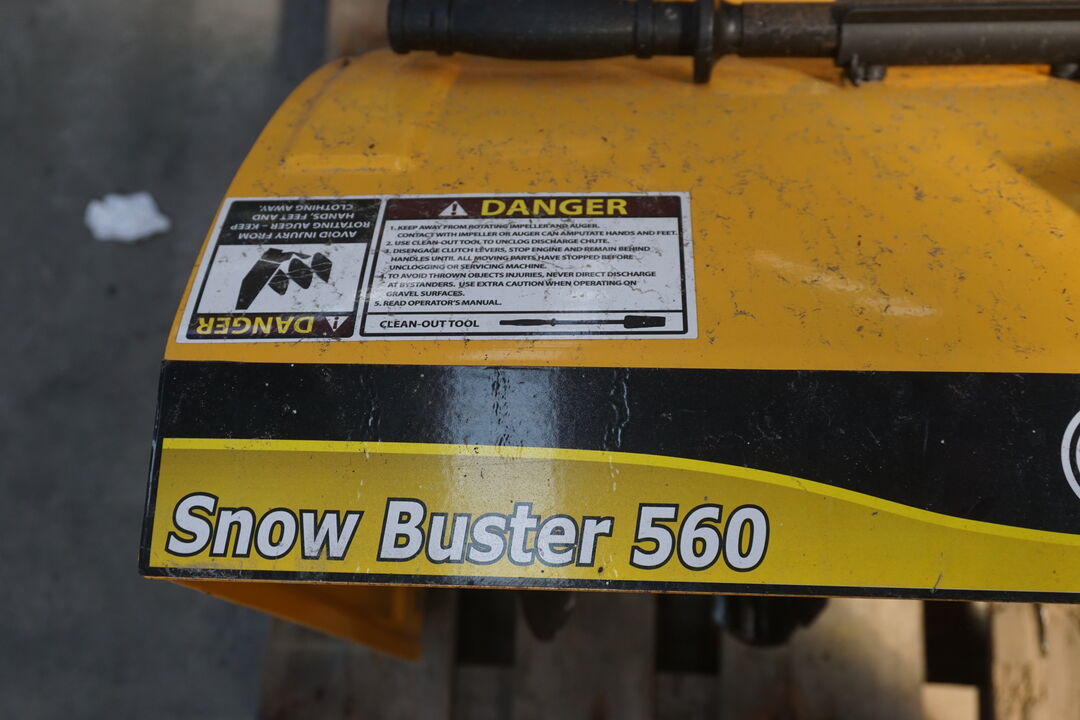 AVOID INJURY FROM
ROTATING AUGER – KEEP
HANDS, FEET AND
CLOTHING AWAY.
DANGER
DANGER
1. KEEP AWAY FROM ROTATING IMPELLER AND AUGER.
CONTACT WITH IMPELLER OR AUGER CAN AMPUTATE HANDS AND FEET.
2. USE CLEAN-OUT TOOL TO UNCLOG DISCHARGE CHUTE.
3. DISENGAGE CLUTCH LEVERS, STOP ENGINE AND REMAIN BEHIND
HANDLES UNTIL ALL MOVING PARTS HAVE STOPPED BEFORE
UNCLOGGING OR SERVICING MACHINE.
4. TO AVOID THROWN OBJECTS INJURIES, NEVER DIRECT DISCHARGE
AT BYSTANDERS. USE EXTRA CAUTION WHEN OPERATING ON
GRAVEL SURFACES.
5. READ OPERATOR'S MANUAL.
CLEAN-OUT TOOL
Snow Buster 560